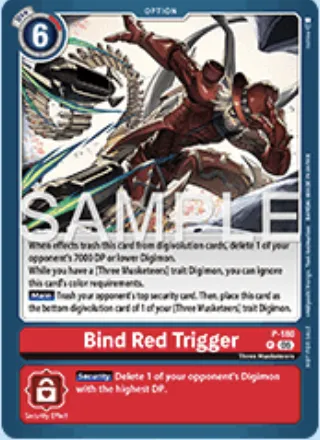 OPTION
6
SAMPLE
When effects trash this card from digivolution cards, delete 1 of your
opponent's 7000 DP or lower Digimon.
While you have a [Three Musketeers] trait Digimon, you can ignore
this card's color requirements.
Main Trash your opponent's top security card. Then, place this card as
the bottom digivolution card of 1 of your [Three Musketeers] trait Digimon.
P-180
Bind Red Trigger
Three Musketeers
Security Delete 1 of your opponent's Digimon
with the highest DP.
Security Effect